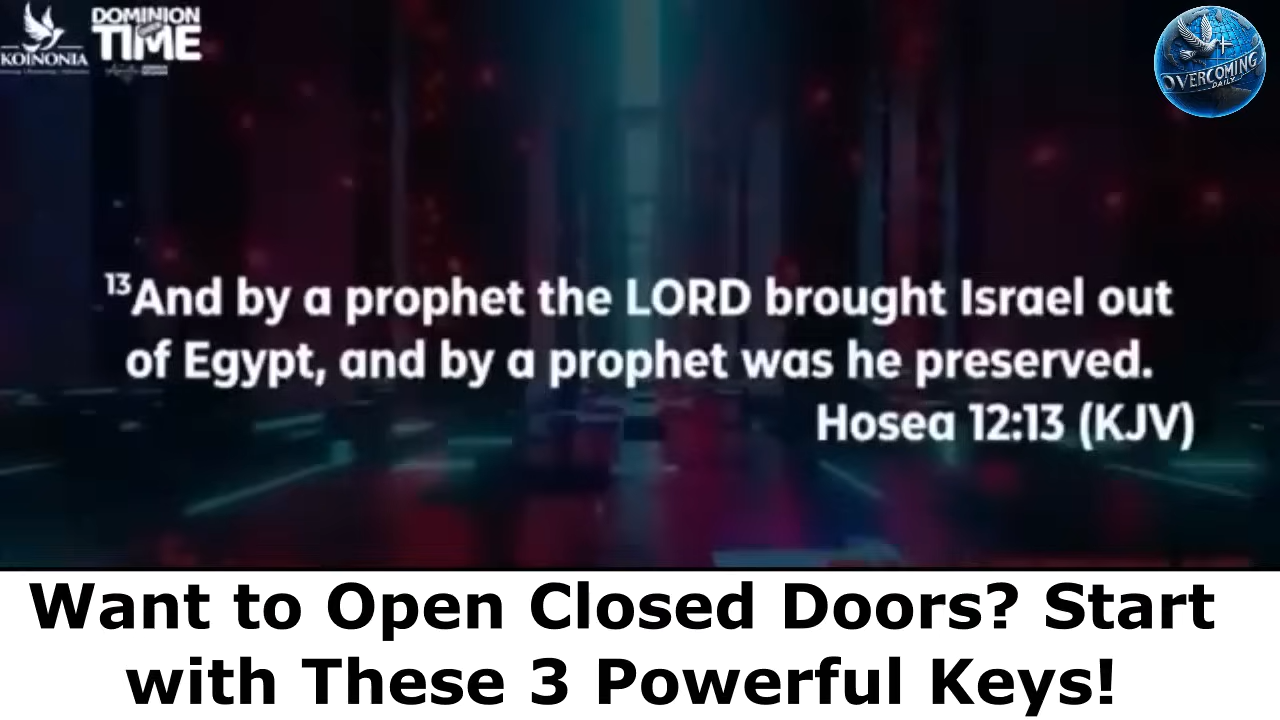 KOINONIA
DOMINION
TIME
OVERCOMING
DAILY
¹³And by a prophet the LORD brought Israel out
of Egypt, and by a prophet was he preserved.
Hosea 12:13 (KJV)
Want to Open Closed Doors? Start
with These 3 Powerful Keys!